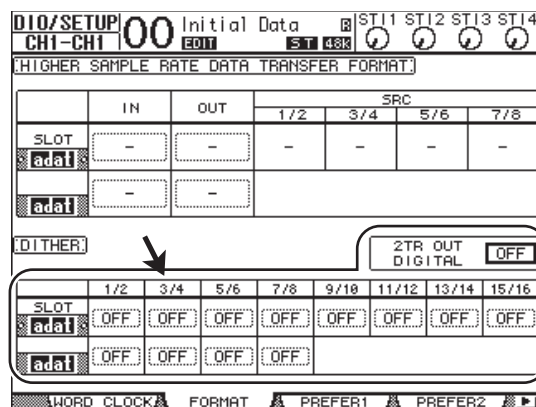 DIO/SETUP 00 Initial Data R ST1 ST2 ST3 ST4
CH1-CH1 EDIT ST 48K
HIGHER SAMPLE RATE DATA TRANSFER FORMAT
IN OUT SRC
1/2 3/4 5/6 7/8
SLOT
adat - - - - - -
adat - -
DITHER
2TR OUT
DIGITAL OFF
1/2 3/4 5/6 7/8 9/10 11/12 13/14 15/16
SLOT
adat OFF OFF OFF OFF OFF OFF OFF OFF
adat OFF OFF OFF OFF
WORD CLOCK FORMAT PREFER1 PREFER2